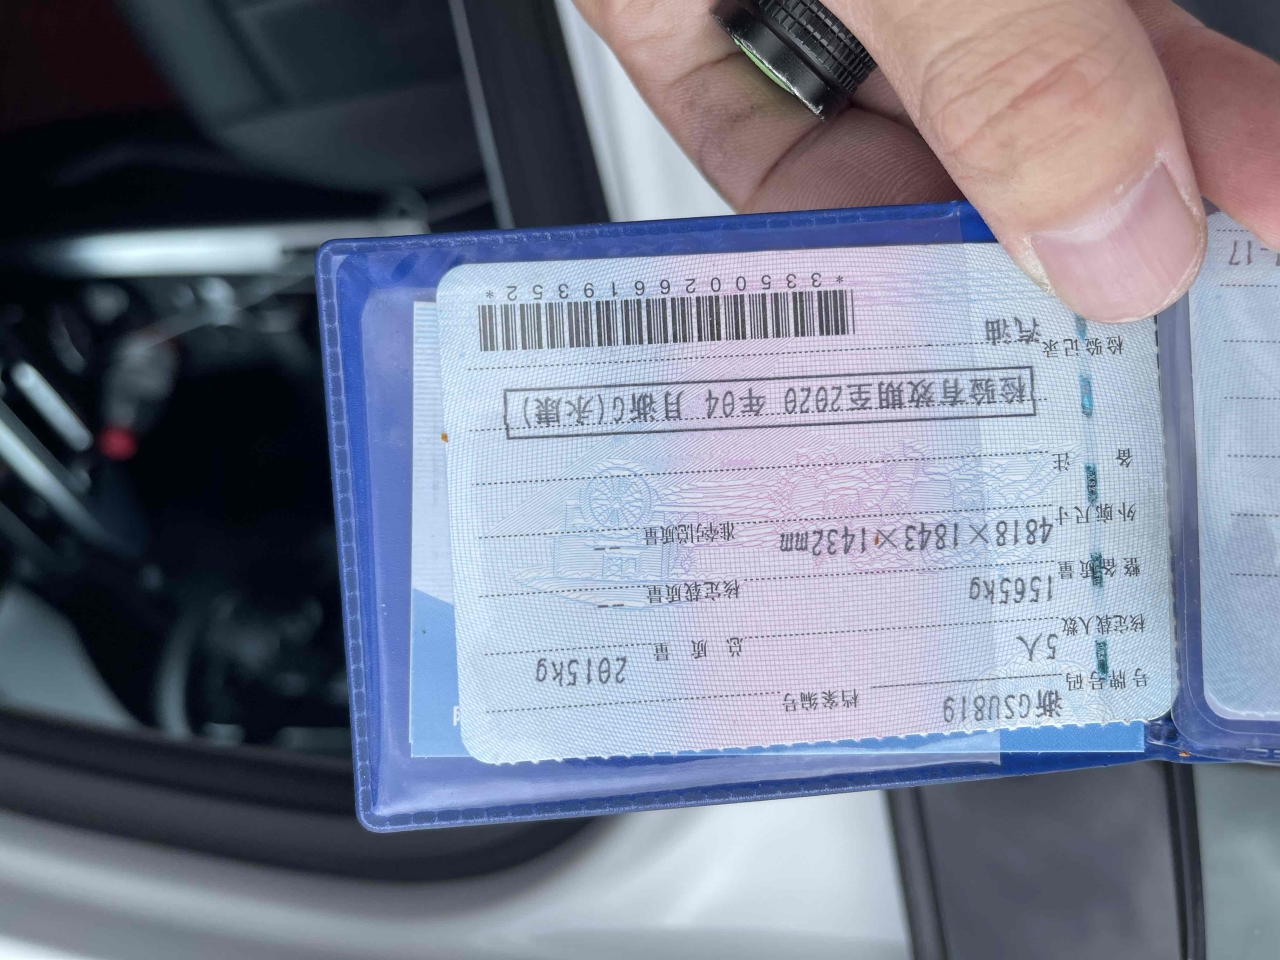 号牌号码 浙GSU819 档案编号
核定载人数 5人 总质量 2015kg
整备质量 1565kg 核定载质量 --
外廓尺寸 4818×1843×1432mm 准牵引总质量 --
备注
检验有效期至2020 年04 月浙G(永康)
检验记录 汽油
*3350026619352*
-17